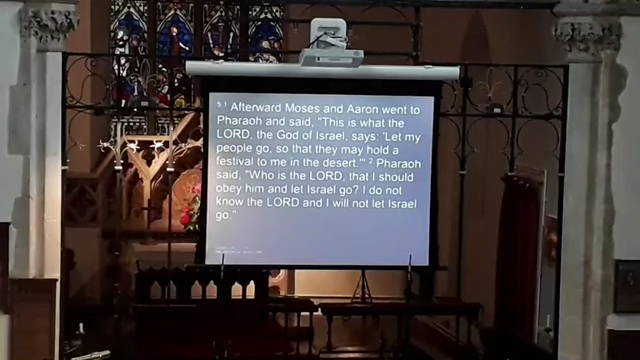 5:1 Afterward Moses and Aaron went to
Pharaoh and said, "This is what the
LORD, the God of Israel, says: 'Let my
people go, so that they may hold a
festival to me in the desert.'" 2 Pharaoh
said, "Who is the LORD, that I should
obey him and let Israel go? I do not
know the LORD and I will not let Israel
go."